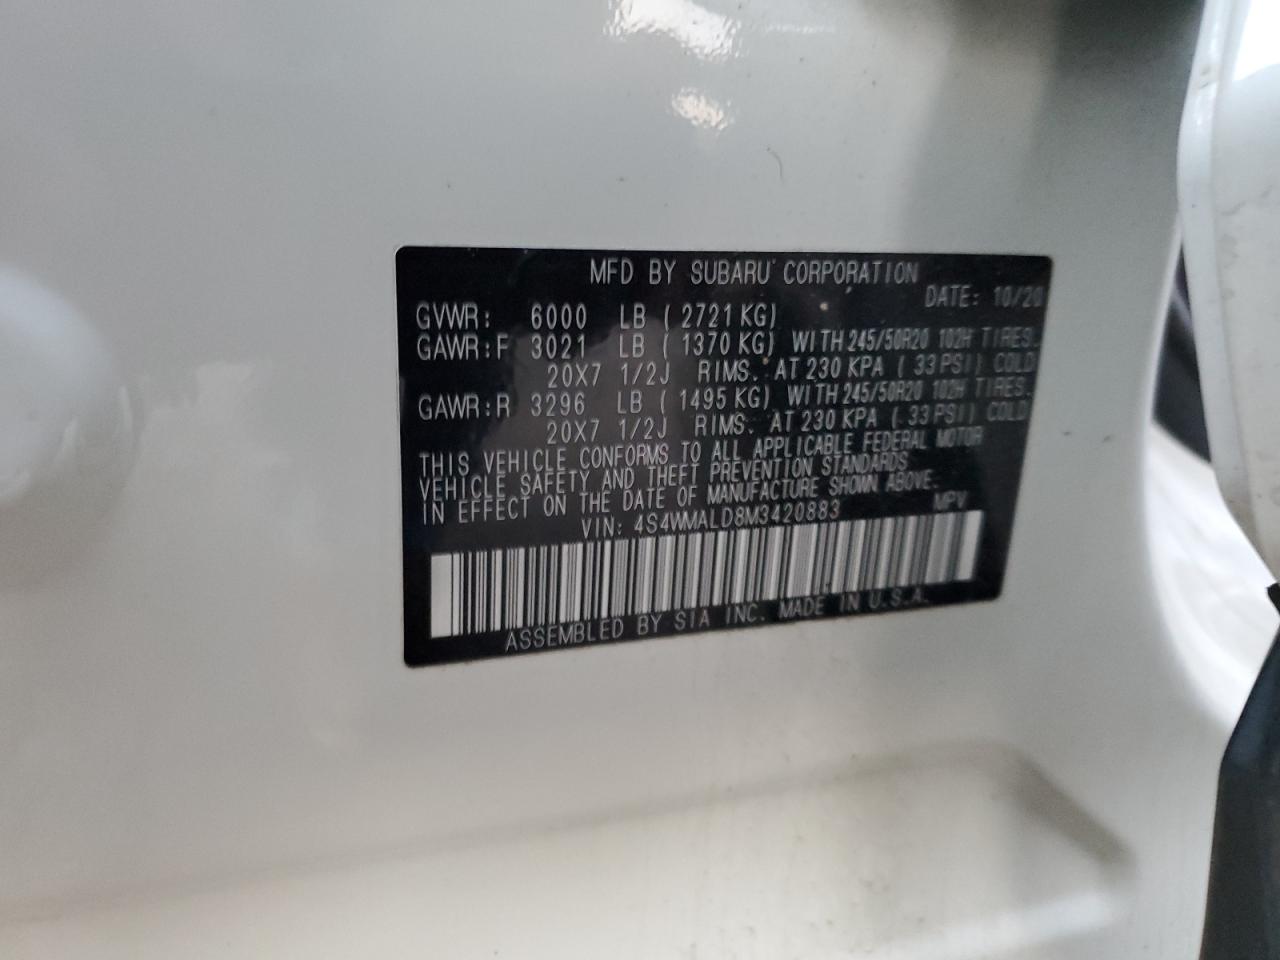 MFD BY SUBARU CORPORATION
DATE: 10/20
GVWR: 6000 LB ( 2721 KG)
GAWR:F 3021 LB ( 1370 KG) WITH 245/50R20 102H TIRES.
20X7 1/2J RIMS. AT 230 KPA ( 33 PSI) COLD
GAWR:R 3296 LB ( 1495 KG) WITH 245/50R20 102H TIRES.
20X7 1/2J RIMS. AT 230 KPA ( 33 PSI) COLD
THIS VEHICLE CONFORMS TO ALL APPLICABLE FEDERAL MOTOR
VEHICLE SAFETY AND THEFT PREVENTION STANDARDS
IN EFFECT ON THE DATE OF MANUFACTURE SHOWN ABOVE.
VIN: 4S4WMALD8M3420883 MPV
ASSEMBLED BY SIA INC. MADE IN U.S.A.